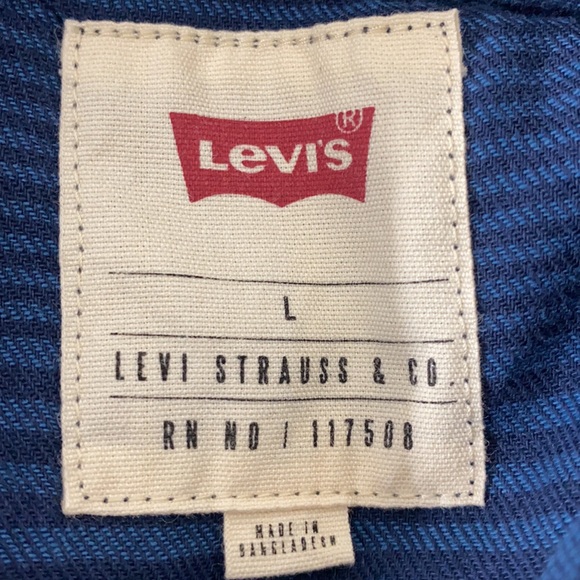 Levi's ®
L
LEVI STRAUSS & CO.
RN NO / 117508
MADE IN
BANGLADESH